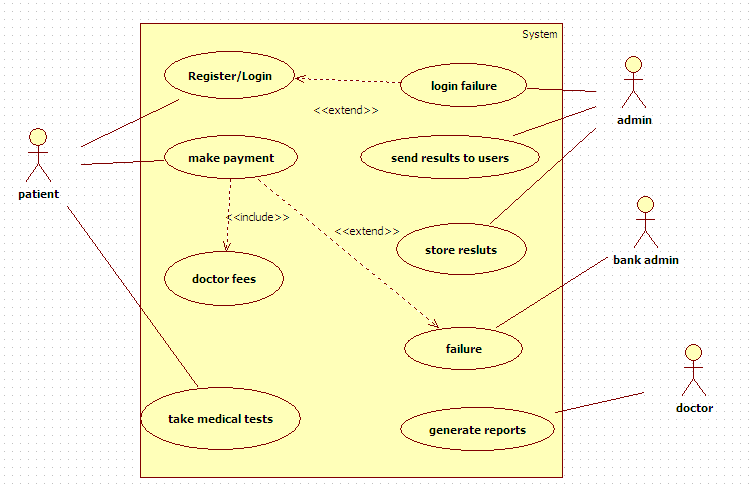 System
Register/Login
login failure
<<extend>>
admin
make payment
send results to users
patient
<<include>>
<<extend>>
store resluts
bank admin
doctor fees
failure
doctor
take medical tests
generate reports